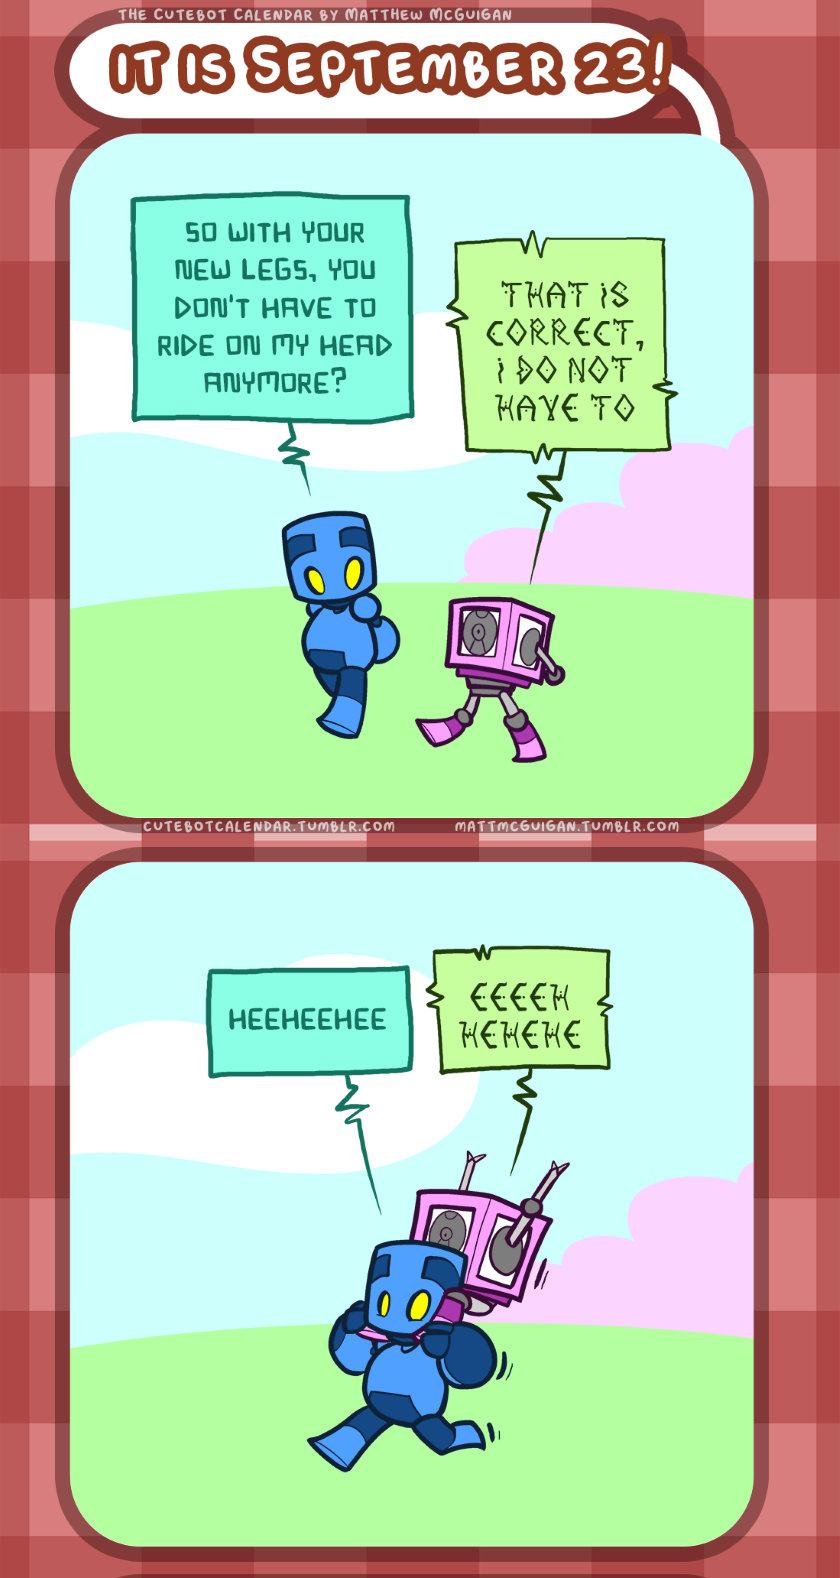 THE CUTEBOT CALENDAR BY MATTHEW MCGUIGAN
IT IS SEPTEMBER 23!
SO WITH YOUR
NEW LEGS, YOU
DON'T HAVE TO
RIDE ON MY HEAD
ANYMORE?
THAT IS
CORRECT,
I DO NOT
HAVE TO
CUTEBOTCALENDAR.TUMBLR.COM
MATTMCGUIGAN.TUMBLR.COM
HEEHEEHEE
EEEEH
HEHEHE